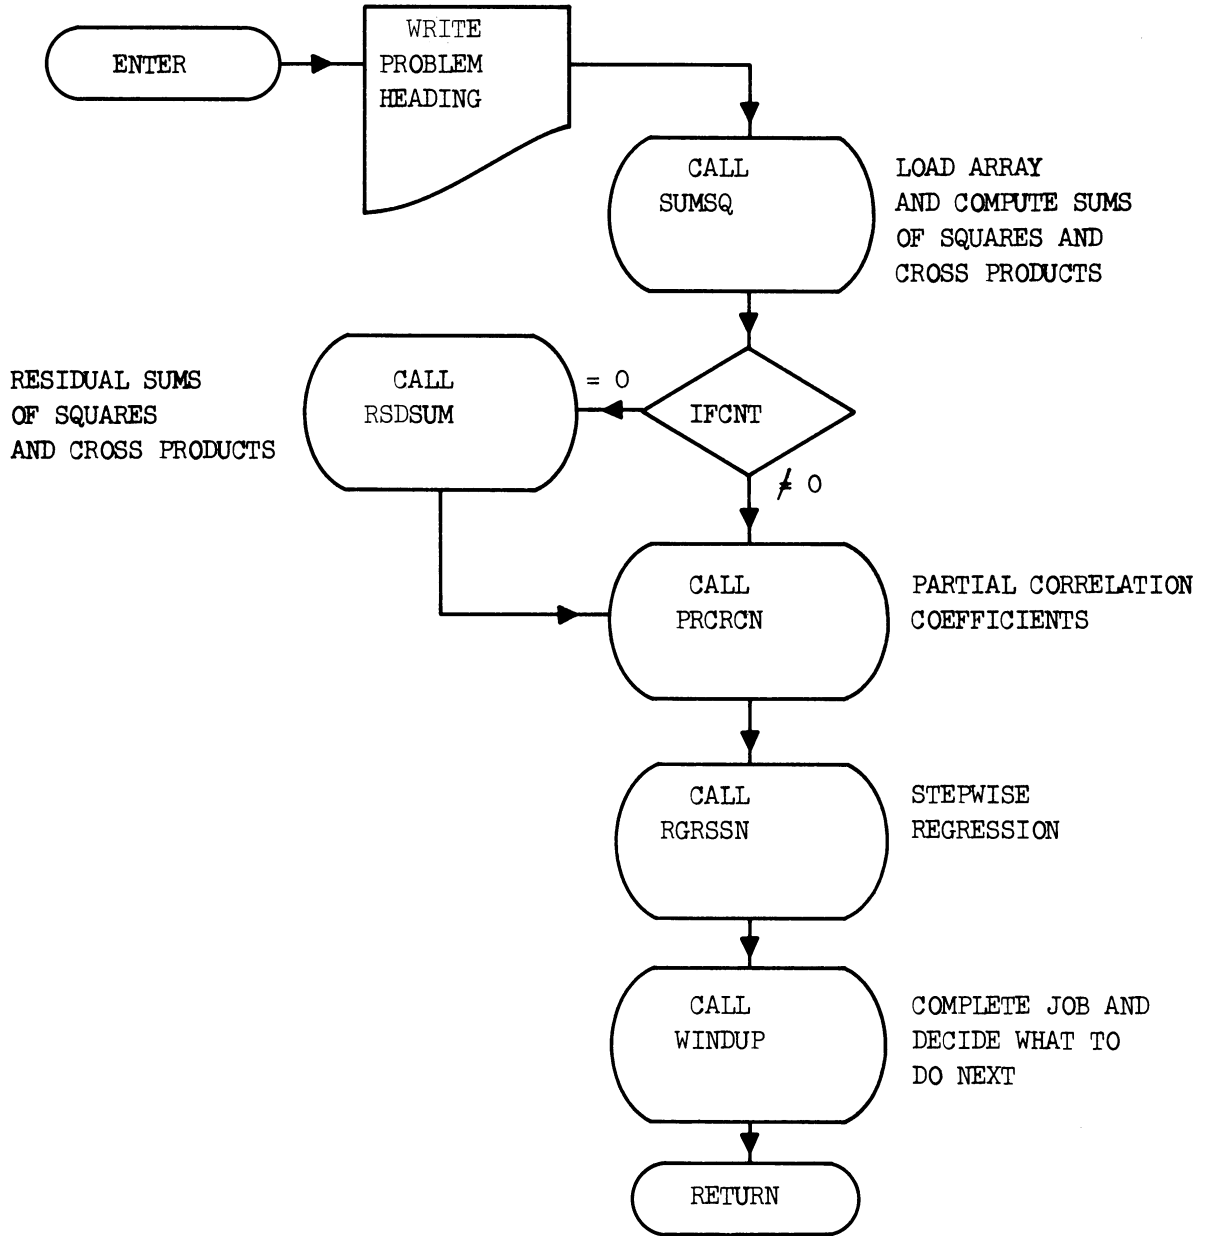 ENTER
WRITE
PROBLEM
HEADING
CALL
SUMSQ
LOAD ARRAY
AND COMPUTE SUMS
OF SQUARES AND
CROSS PRODUCTS
RESIDUAL SUMS
OF SQUARES
AND CROSS PRODUCTS
CALL
RSDSUM
= 0
IFCNT
≠ 0
CALL
PRCRCN
PARTIAL CORRELATION
COEFFICIENTS
CALL
RGRSSN
STEPWISE
REGRESSION
CALL
WINDUP
COMPLETE JOB AND
DECIDE WHAT TO
DO NEXT
RETURN